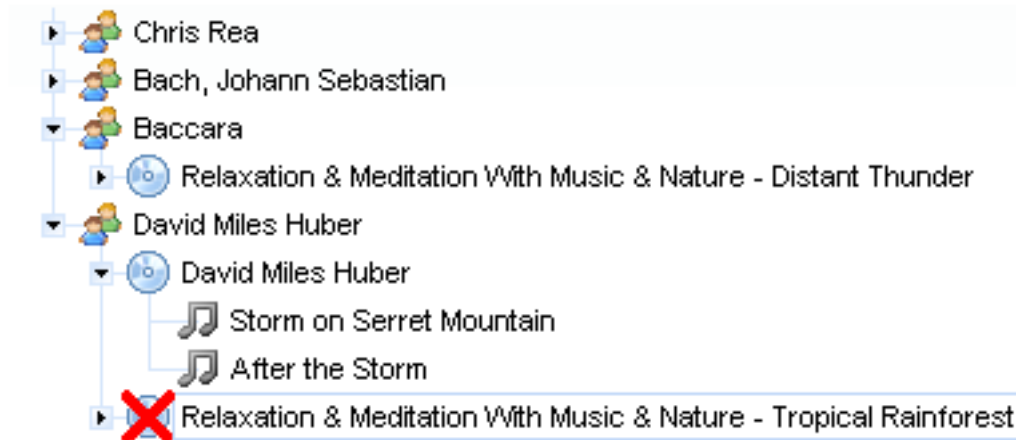 Chris Rea
Bach, Johann Sebastian
Baccara
Relaxation & Meditation With Music & Nature - Distant Thunder
David Miles Huber
David Miles Huber
Storm on Serret Mountain
After the Storm
Relaxation & Meditation With Music & Nature - Tropical Rainforest